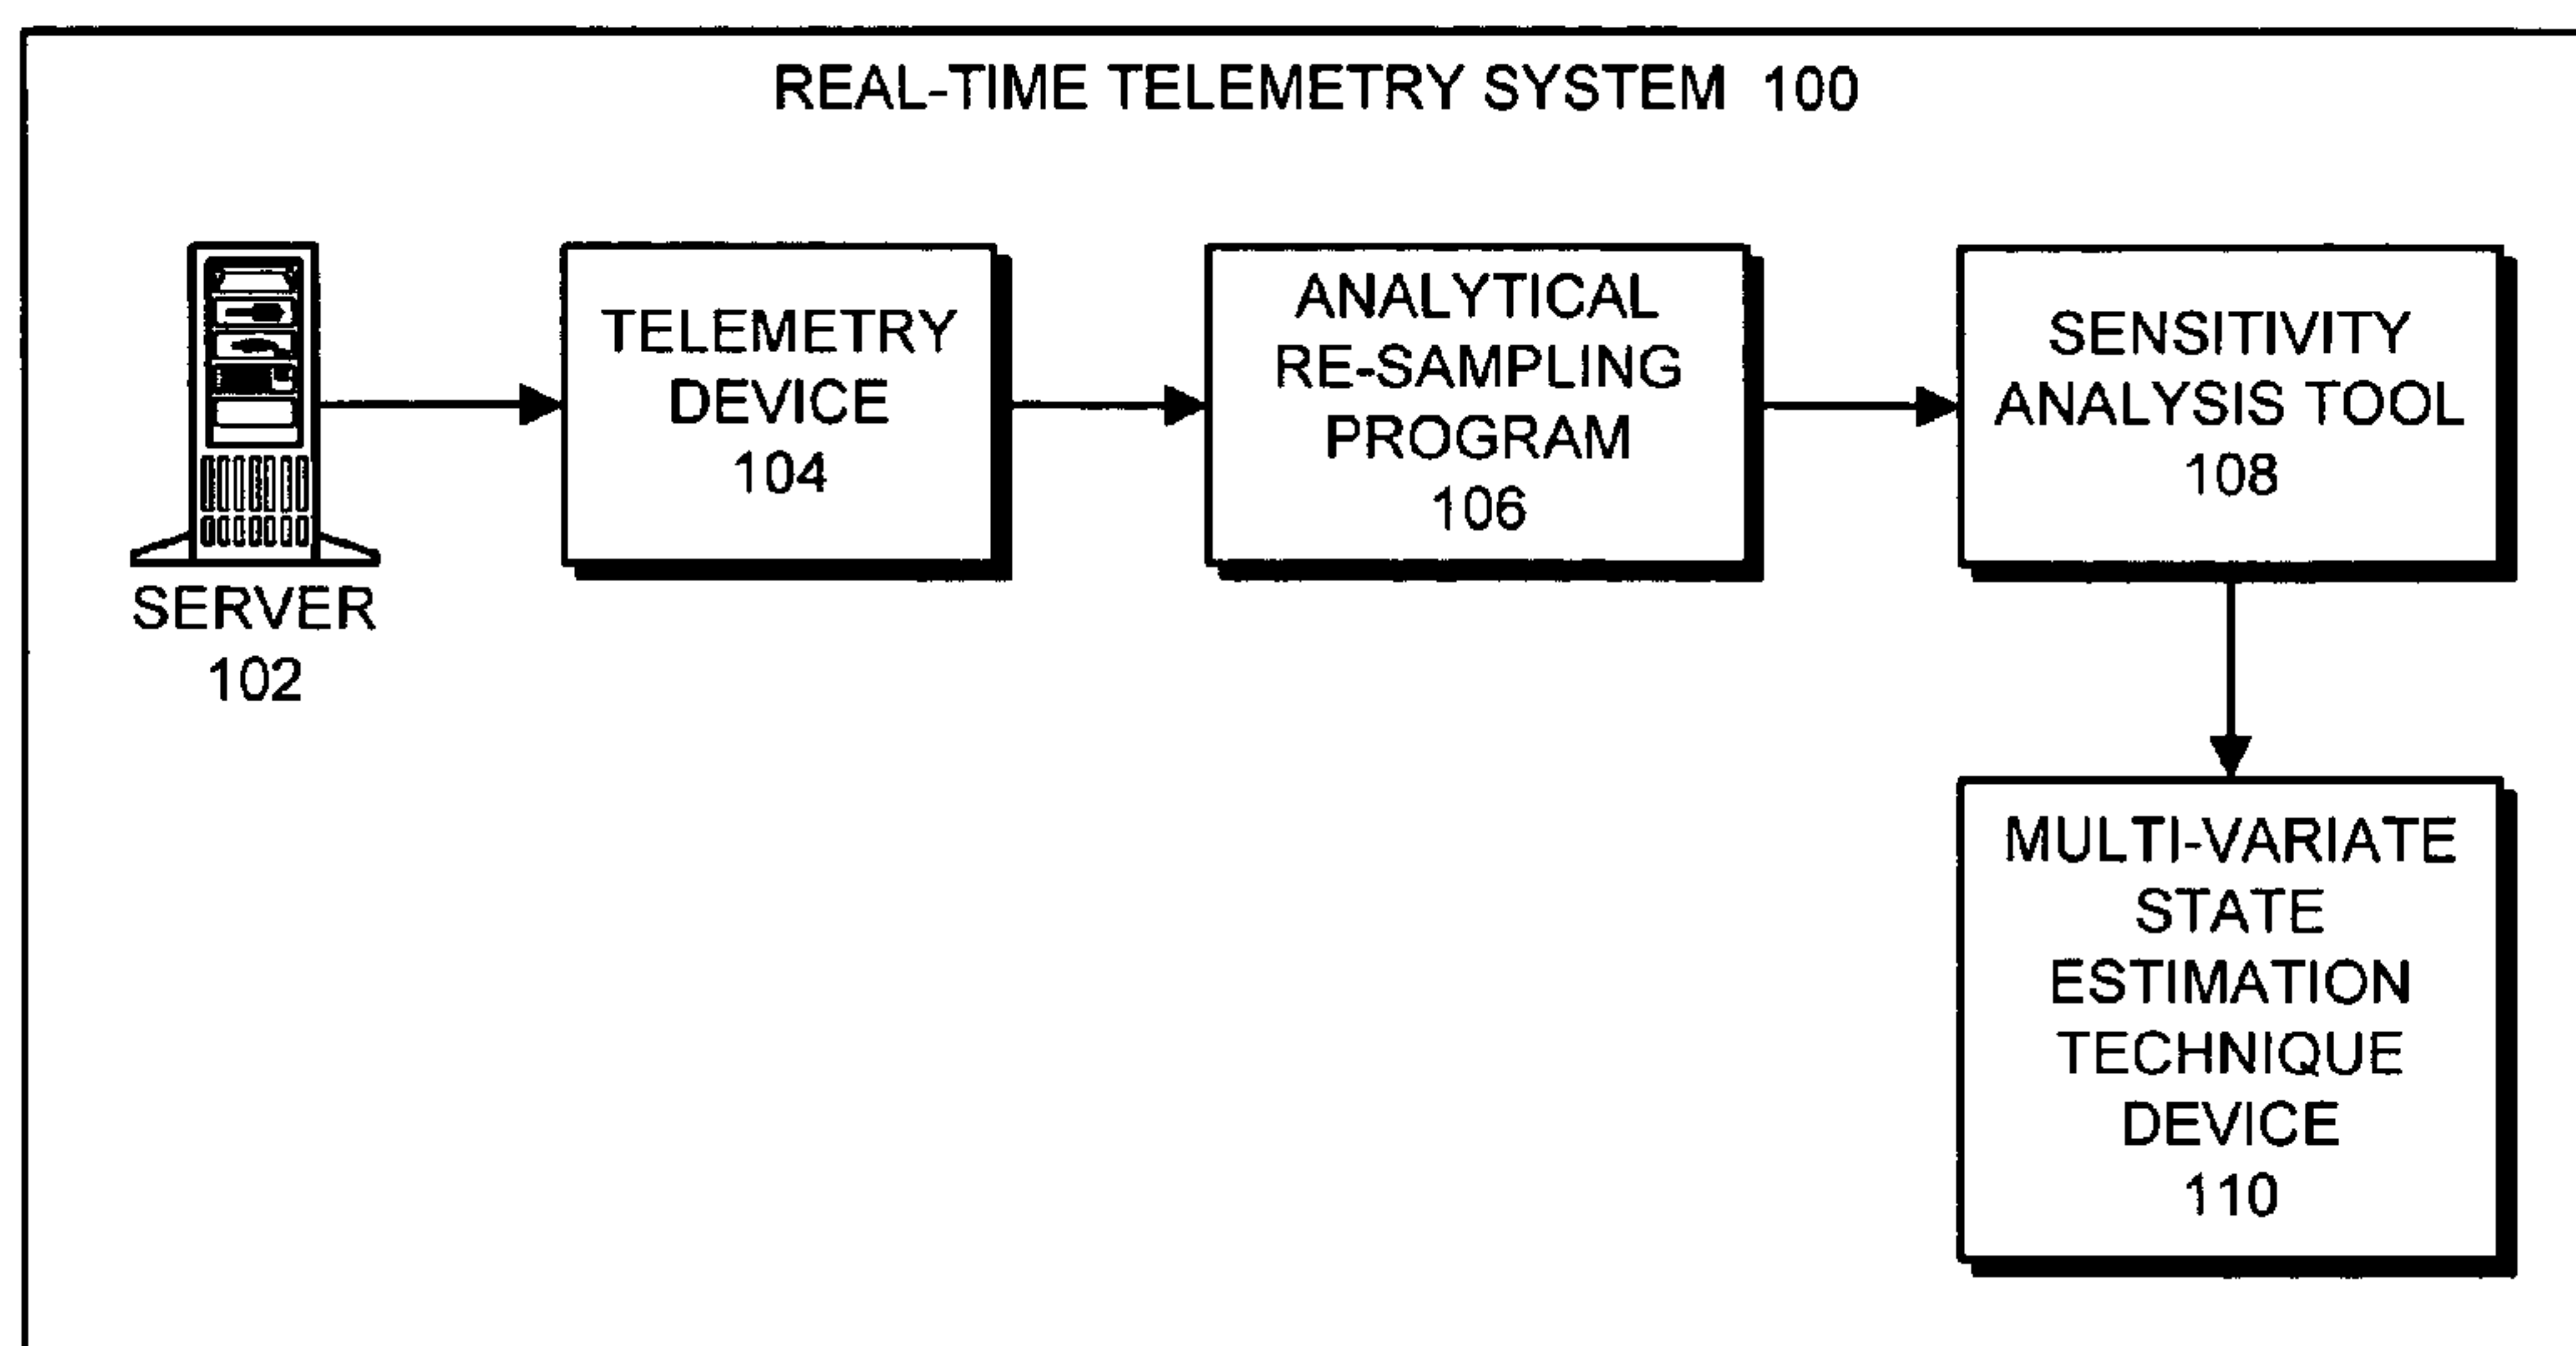 REAL-TIME TELEMETRY SYSTEM 100
SERVER
102
TELEMETRY
DEVICE
104
ANALYTICAL
RE-SAMPLING
PROGRAM
106
SENSITIVITY
ANALYSIS TOOL
108
MULTI-VARIATE
STATE
ESTIMATION
TECHNIQUE
DEVICE
110